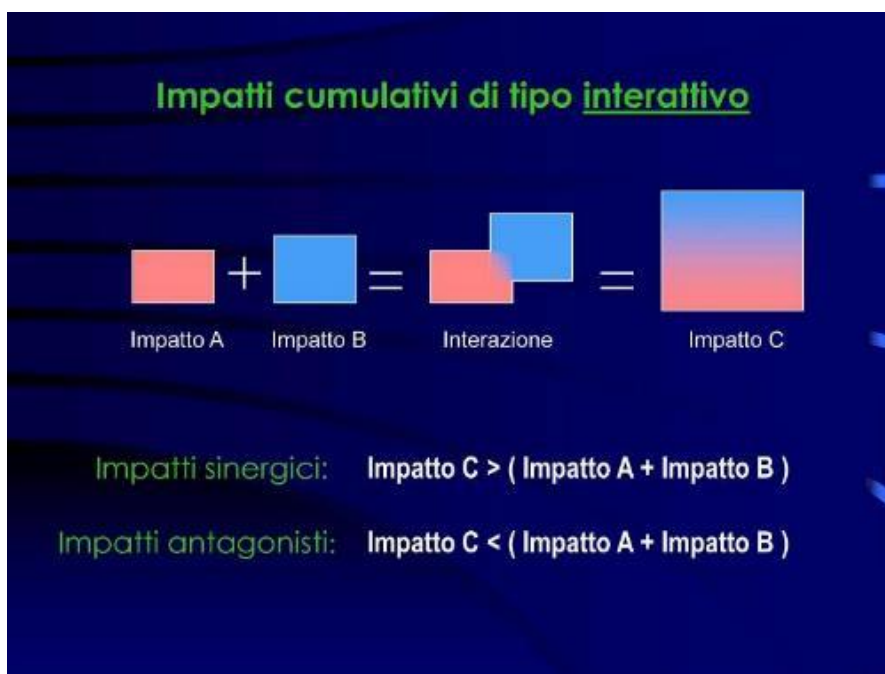 Impatti cumulativi di tipo interattivo
+ = =
Impatto A Impatto B Interazione Impatto C
Impatti sinergici: Impatto C > ( Impatto A + Impatto B )
Impatti antagonisti: Impatto C < ( Impatto A + Impatto B )